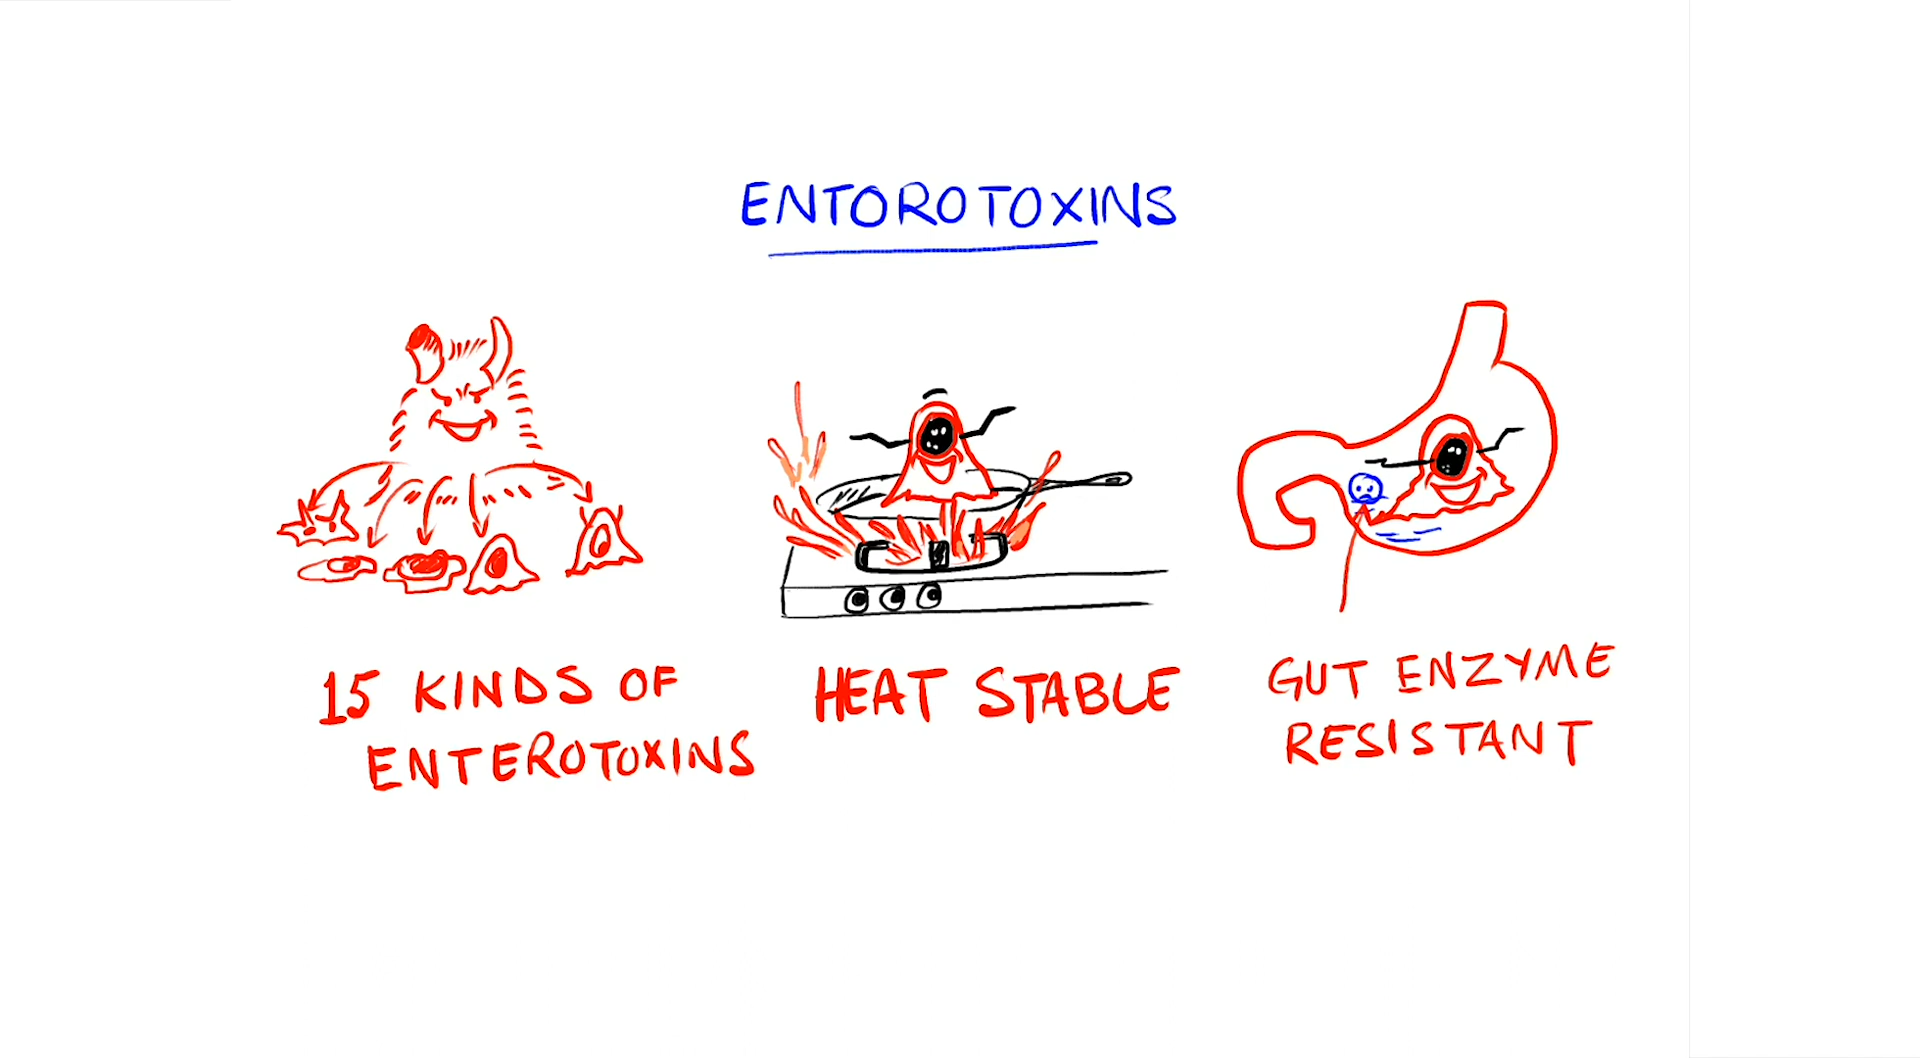 ENTOROTOXINS
15 KINDS OF
ENTEROTOXINS
HEAT STABLE
GUT ENZYME
RESISTANT